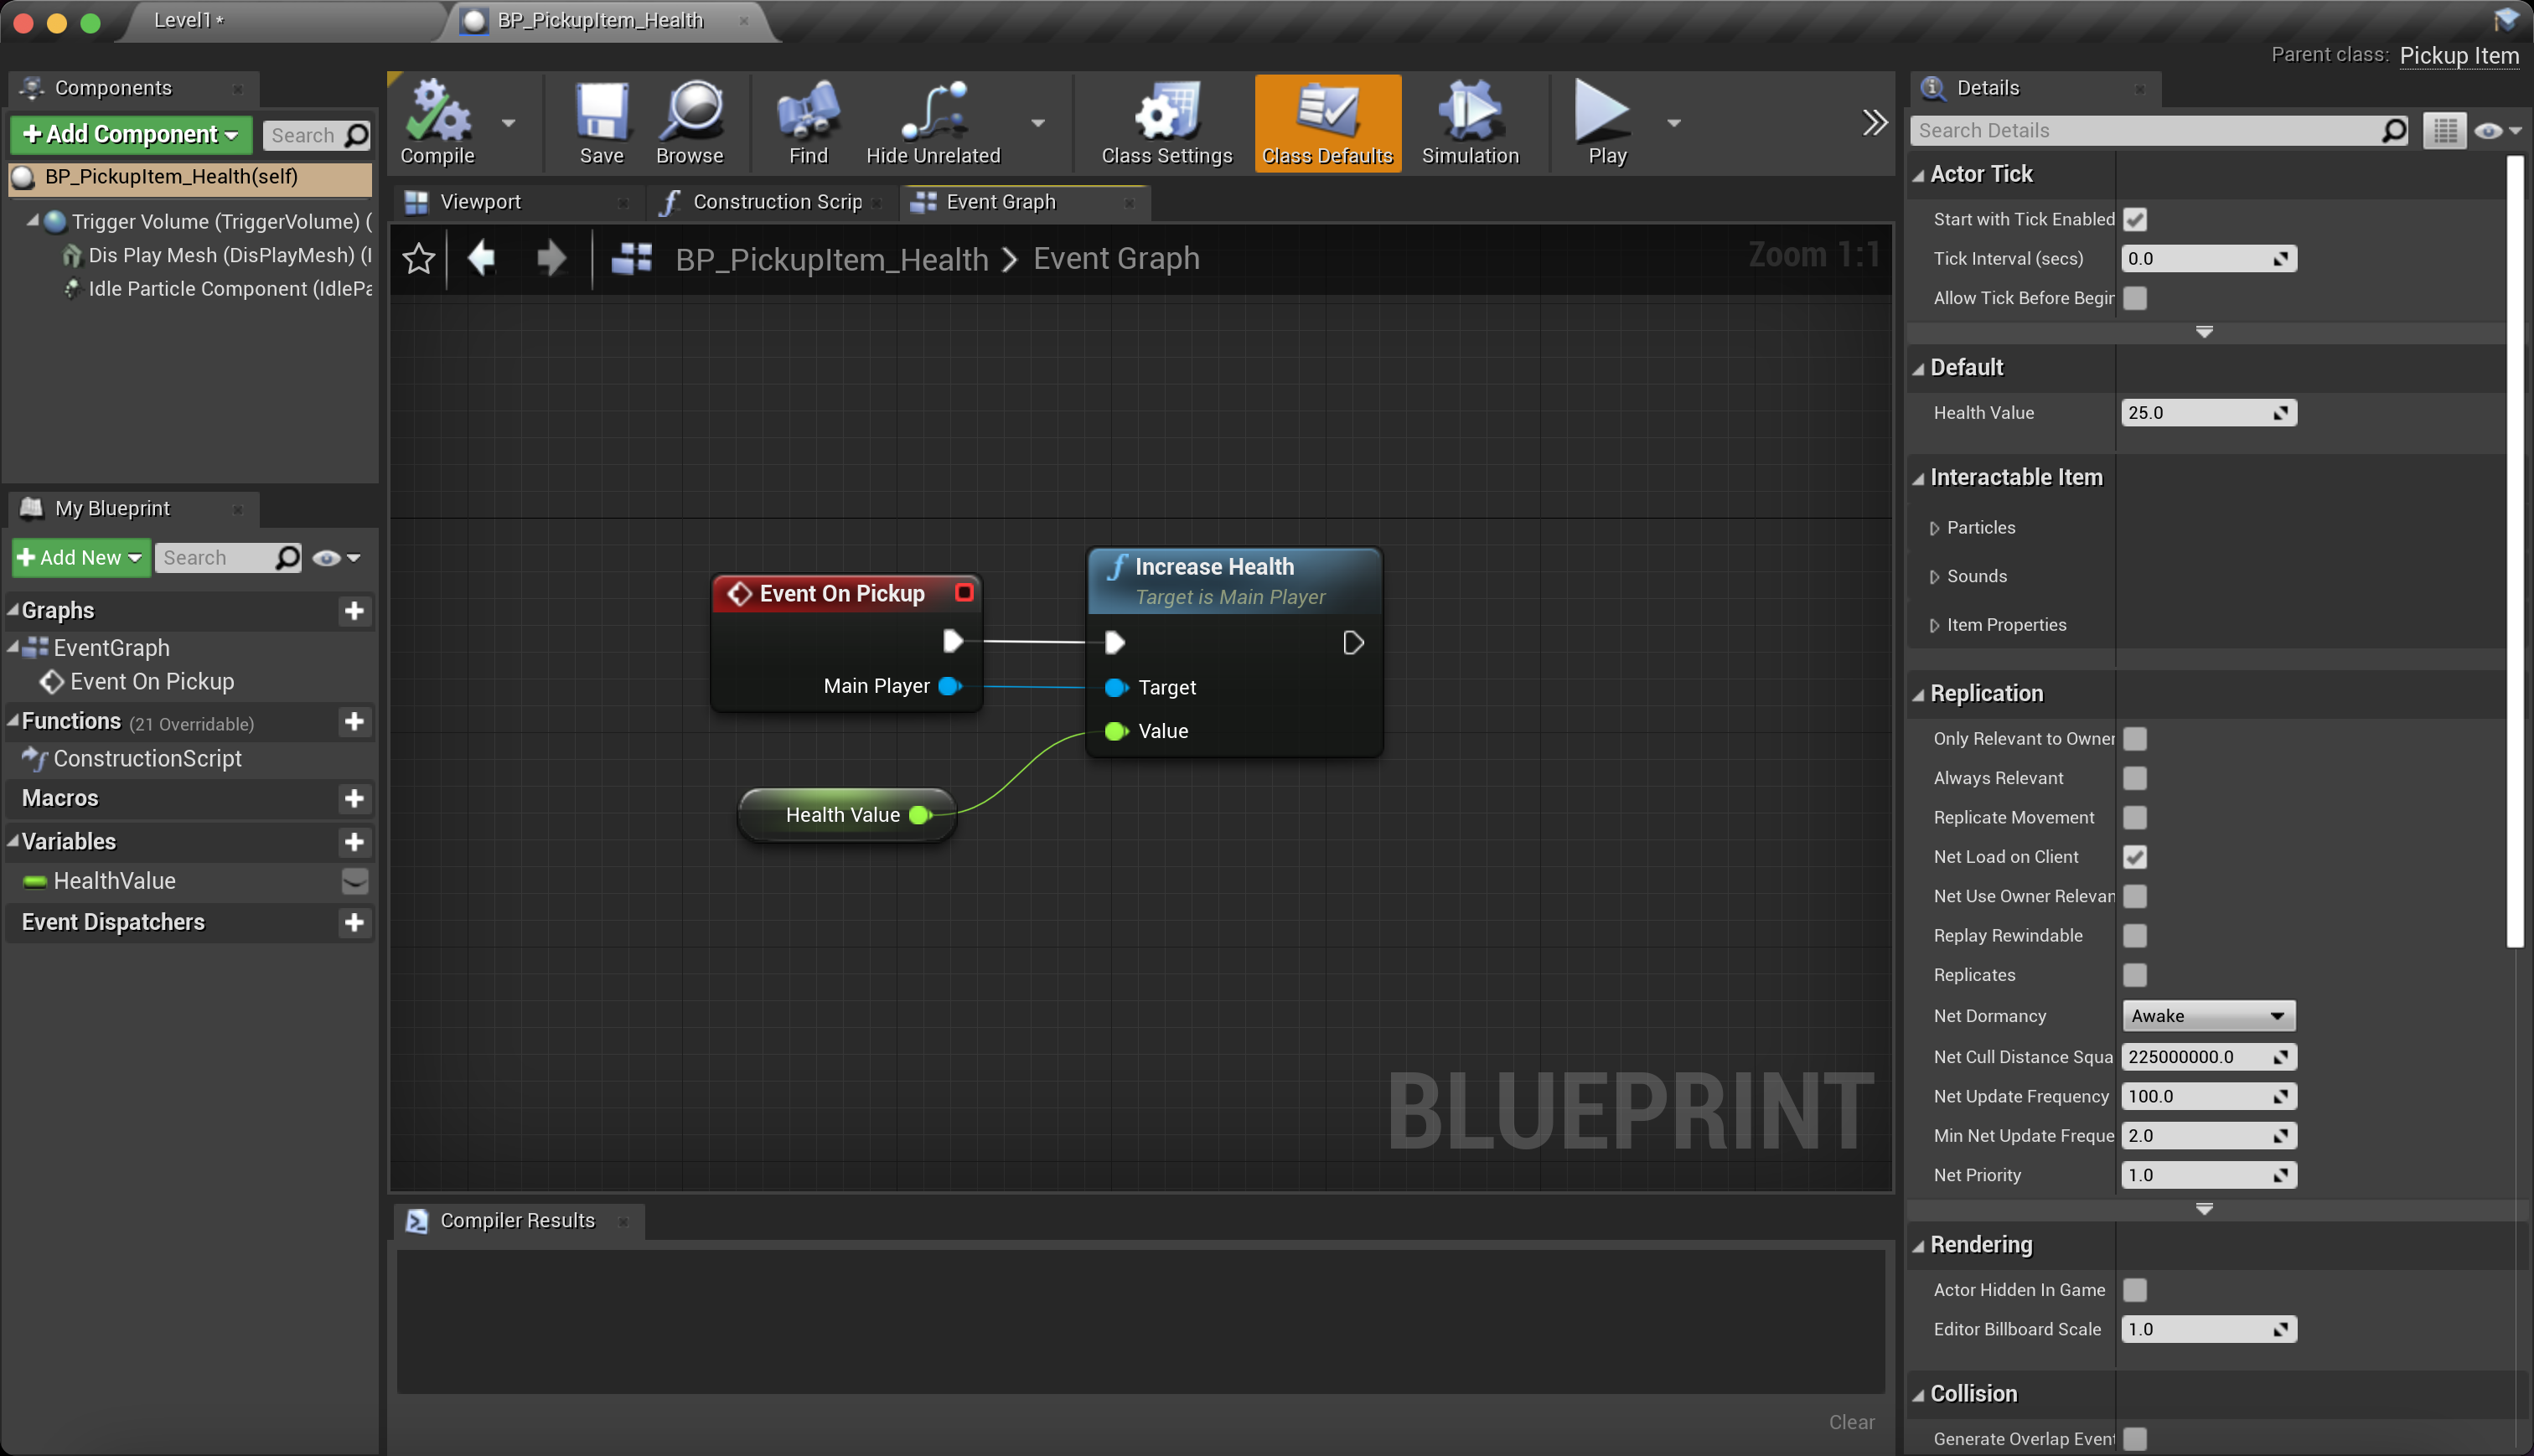 Level1*
BP_PickupItem_Health
Parent class: Pickup Item
Components
Add Component
Search
BP_PickupItem_Health(self)
Trigger Volume (TriggerVolume) (
Dis Play Mesh (DisPlayMesh) (I
Idle Particle Component (IdlePa
My Blueprint
Add New
Search
Graphs
EventGraph
Event On Pickup
Functions (21 Overridable)
ConstructionScript
Macros
Variables
HealthValue
Event Dispatchers
Compile
Save
Browse
Find
Hide Unrelated
Class Settings
Class Defaults
Simulation
Play
Viewport
Construction Scrip
Event Graph
BP_PickupItem_Health > Event Graph
Zoom 1:1
Event On Pickup
Main Player
Increase Health
Target is Main Player
Target
Value
Health Value
BLUEPRINT
Compiler Results
Clear
Details
Search Details
Actor Tick
Start with Tick Enabled
Tick Interval (secs) 0.0
Allow Tick Before Begin
Default
Health Value 25.0
Interactable Item
Particles
Sounds
Item Properties
Replication
Only Relevant to Owner
Always Relevant
Replicate Movement
Net Load on Client
Net Use Owner Relevan
Replay Rewindable
Replicates
Net Dormancy Awake
Net Cull Distance Squa 225000000.0
Net Update Frequency 100.0
Min Net Update Freque 2.0
Net Priority 1.0
Rendering
Actor Hidden In Game
Editor Billboard Scale 1.0
Collision
Generate Overlap Event